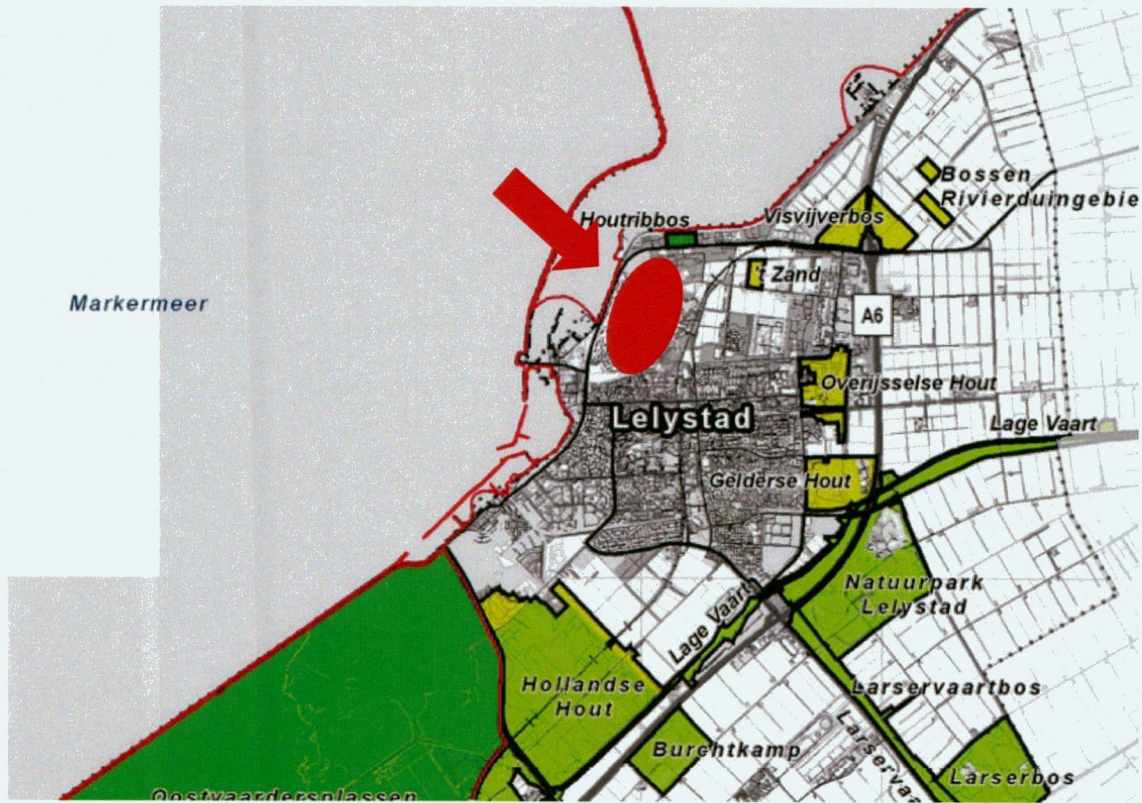 Bossen
Rivierduingebie
Houtribbos
Visvijverbos
't Zand
Markermeer
A6
Overijsselse Hout
Lelystad
Lage Vaart
Gelderse Hout
Natuurpark
Lelystad
Lage Vaart
Hollandse
Hout
Larservaartbos
Burchtkamp
Larserva
Larserbos
Oostvaardersplassen